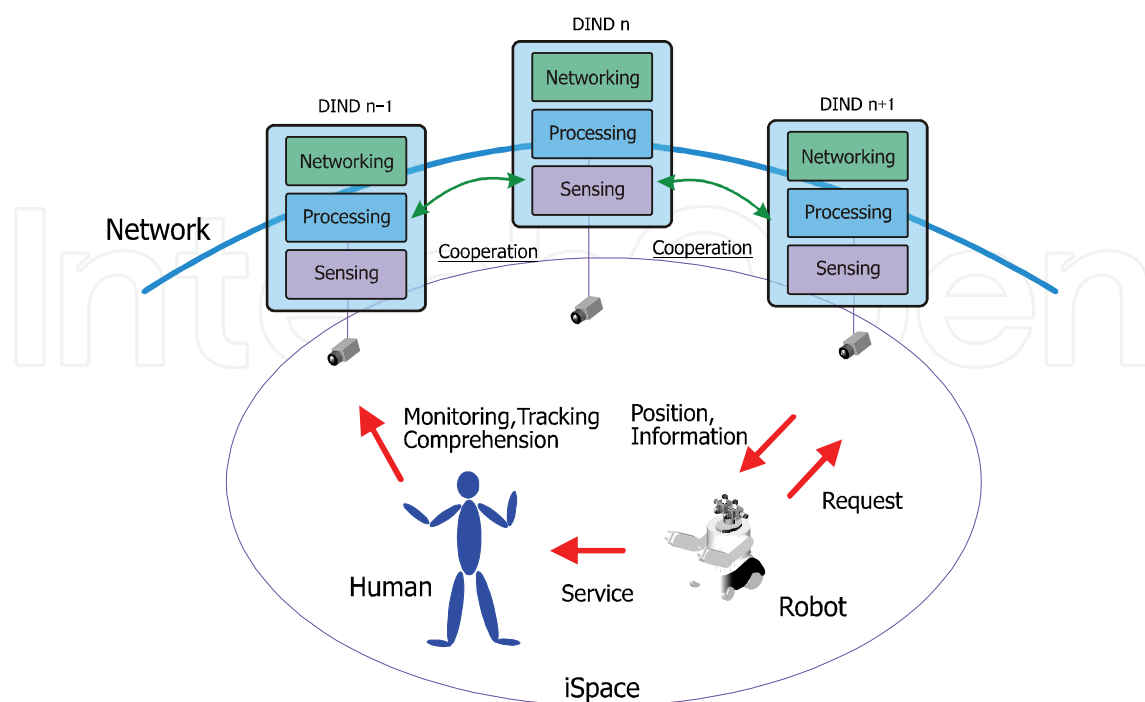 DIND n
Networking
Processing
Sensing
DIND n-1
Networking
Processing
Sensing
DIND n+1
Networking
Processing
Sensing
Network
Cooperation
Cooperation
Monitoring,Tracking
Comprehension
Position,
Information
Request
Human
Service
Robot
iSpace
IntechOpen